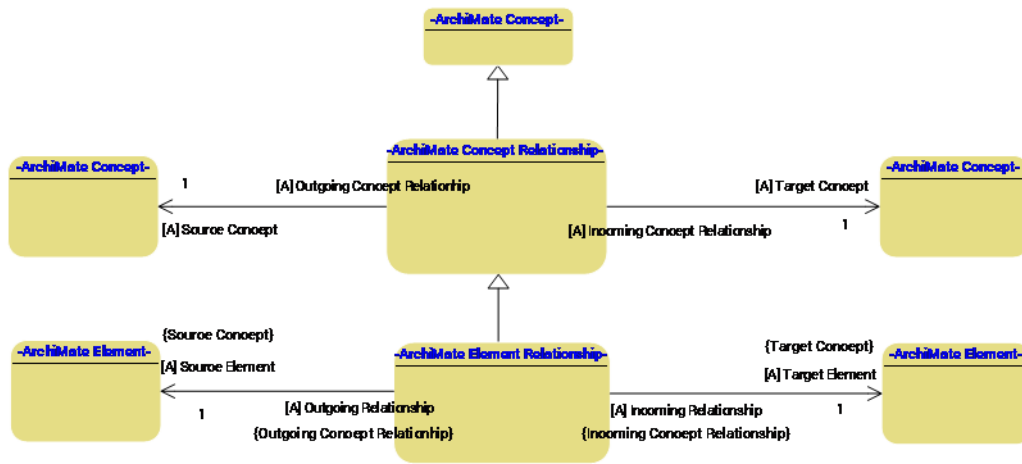 -ArchiMate Concept-
-ArchiMate Concept Relationship-
-ArchiMate Concept-
-ArchiMate Concept-
1
[A] Outgoing Concept Relationhip
[A] Target Concept
[A] Source Concept
[A] Incoming Concept Relationship
1
{Source Concept}
{Target Concept}
-ArchiMate Element-
-ArchiMate Element Relationship-
-ArchiMate Element-
[A] Source Element
[A] Target Element
1
[A] Outgoing Relationship
[A] Incoming Relationship
1
{Outgoing Concept Relationhip}
{Incoming Concept Relationship}